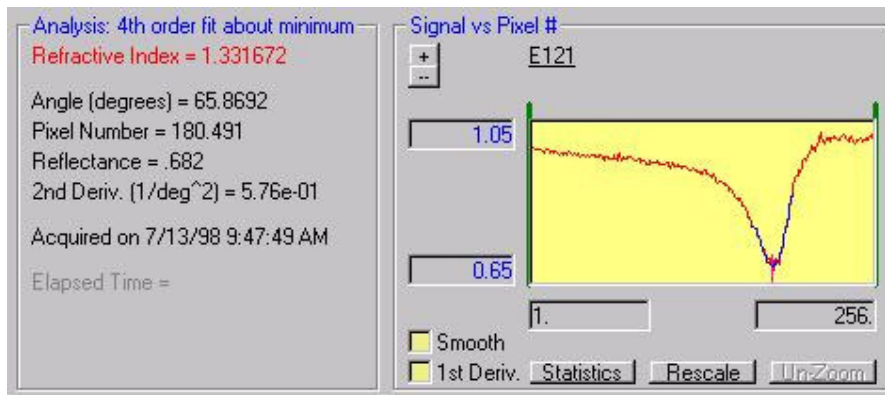 Analysis: 4th order fit about minimum
Refractive Index = 1.331672
Angle (degrees) = 65.8692
Pixel Number = 180.491
Reflectance = .682
2nd Deriv. (1/deg^2) = 5.76e-01
Acquired on 7/13/98 9:47:49 AM
Elapsed Time =
Signal vs Pixel #
+
--
E121
1.05
0.65
1.
256.
Smooth
1st Deriv.
Statistics
Rescale
Un-Zoom